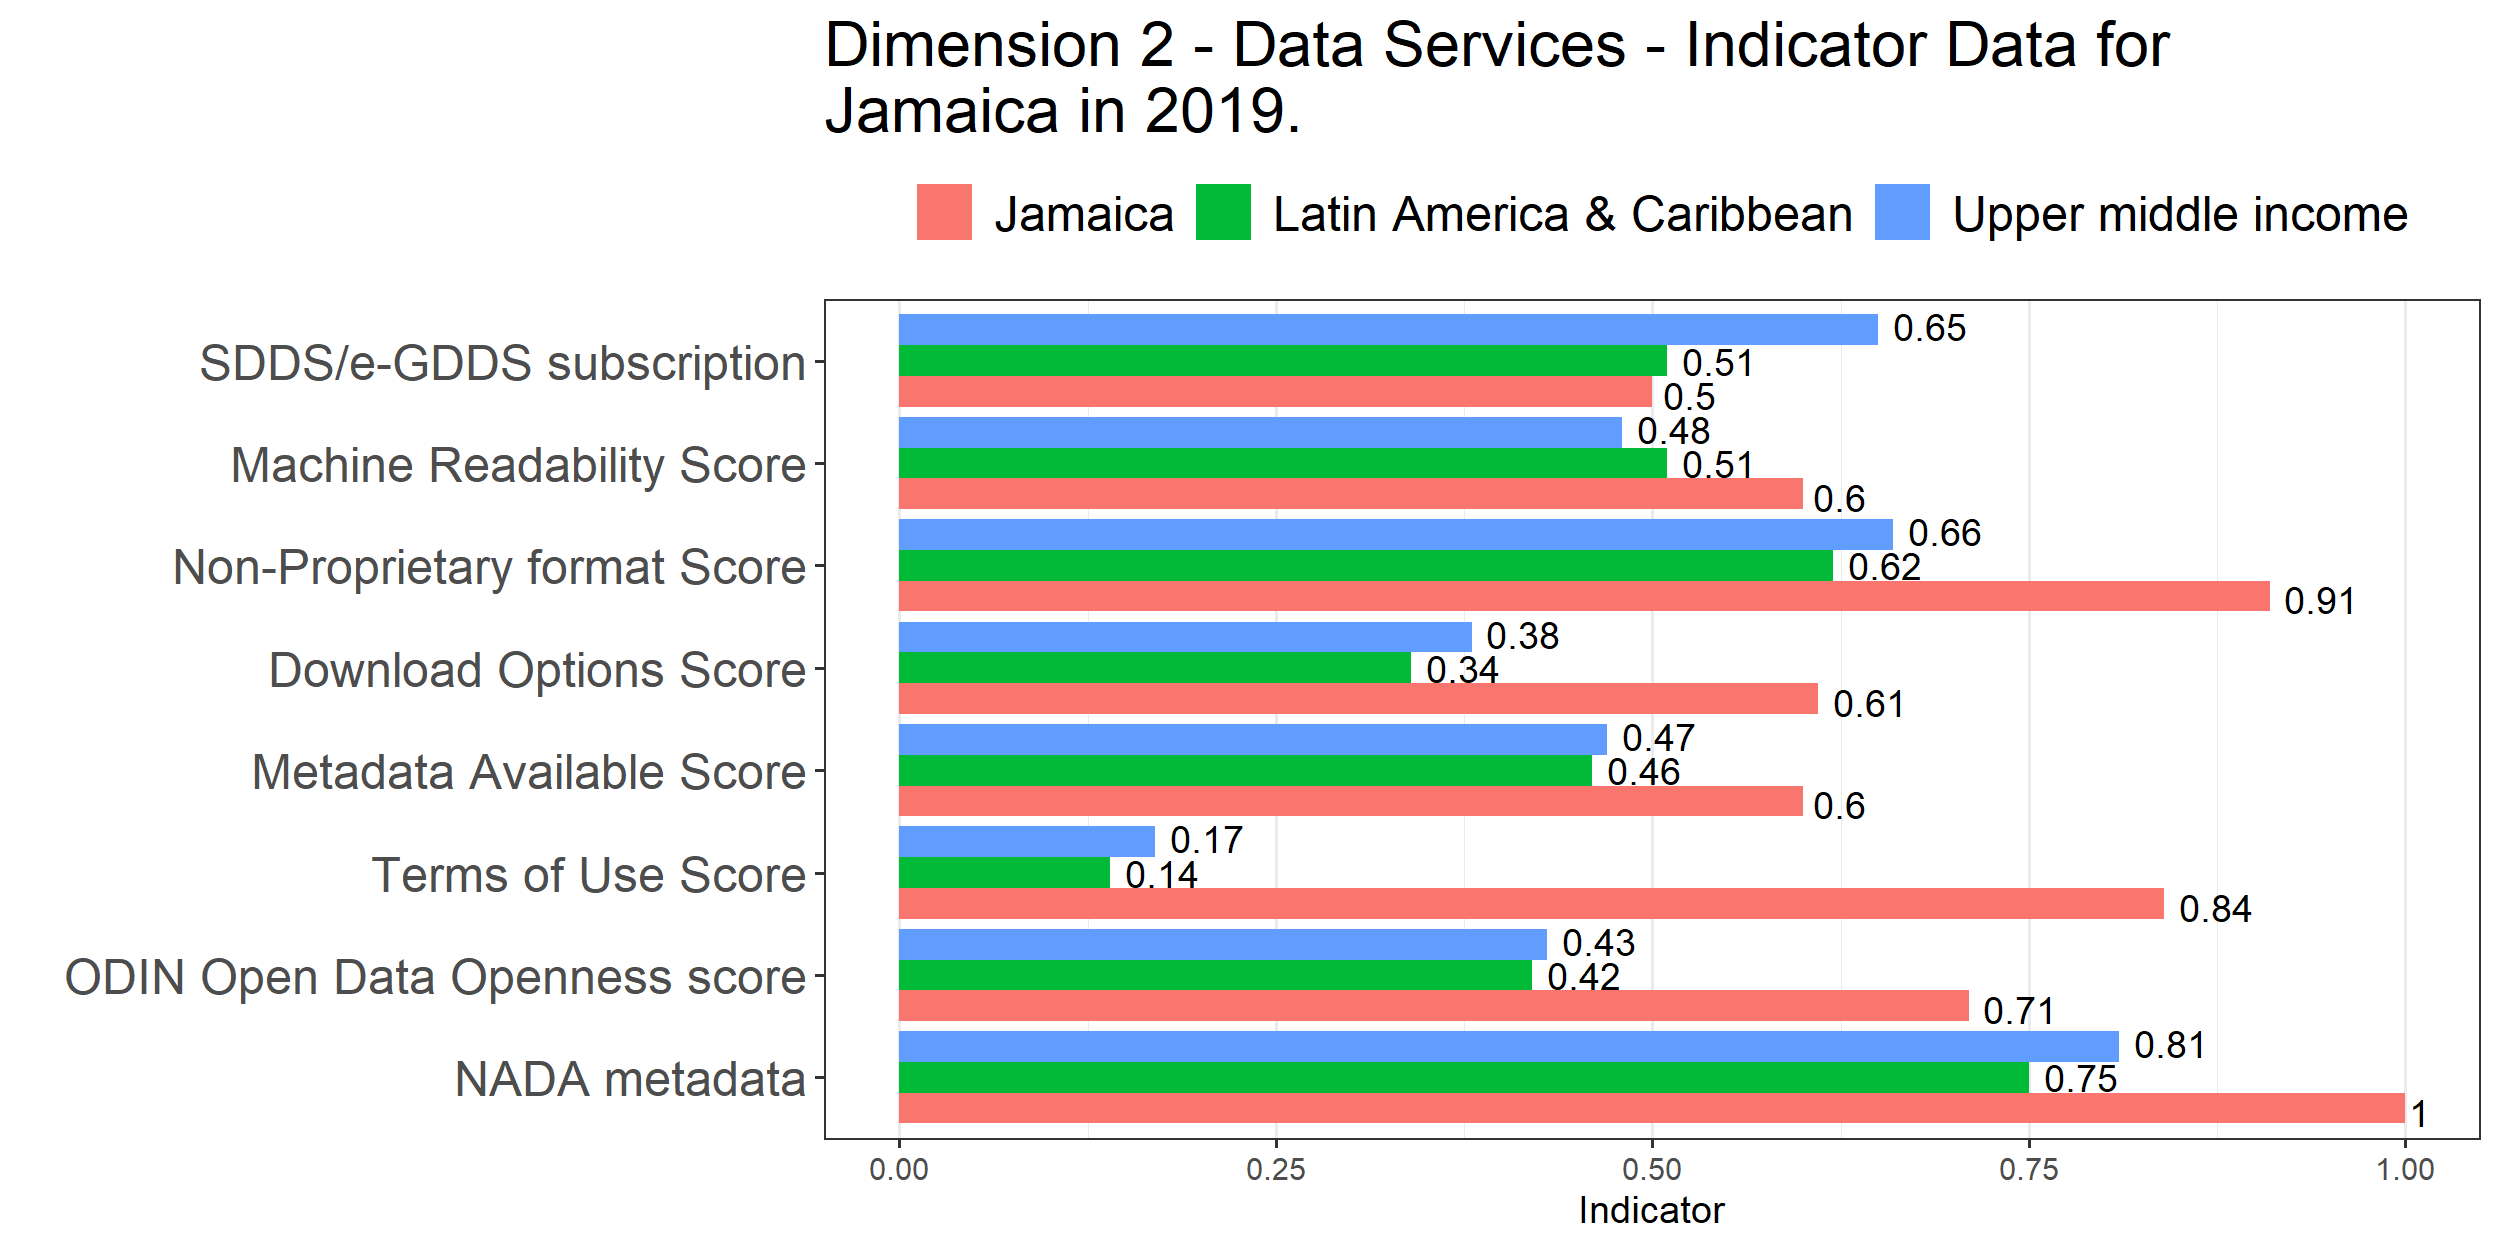 Dimension 2 - Data Services - Indicator Data for
Jamaica in 2019.
Jamaica Latin America & Caribbean Upper middle income
SDDS/e-GDDS subscription
0.65
0.51
0.5
Machine Readability Score
0.48
0.51
0.6
Non-Proprietary format Score
0.66
0.62
0.91
Download Options Score
0.38
0.34
0.61
Metadata Available Score
0.47
0.46
0.6
Terms of Use Score
0.17
0.14
0.84
ODIN Open Data Openness score
0.43
0.42
0.71
NADA metadata
0.81
0.75
1
0.00 0.25 0.50 0.75 1.00
Indicator